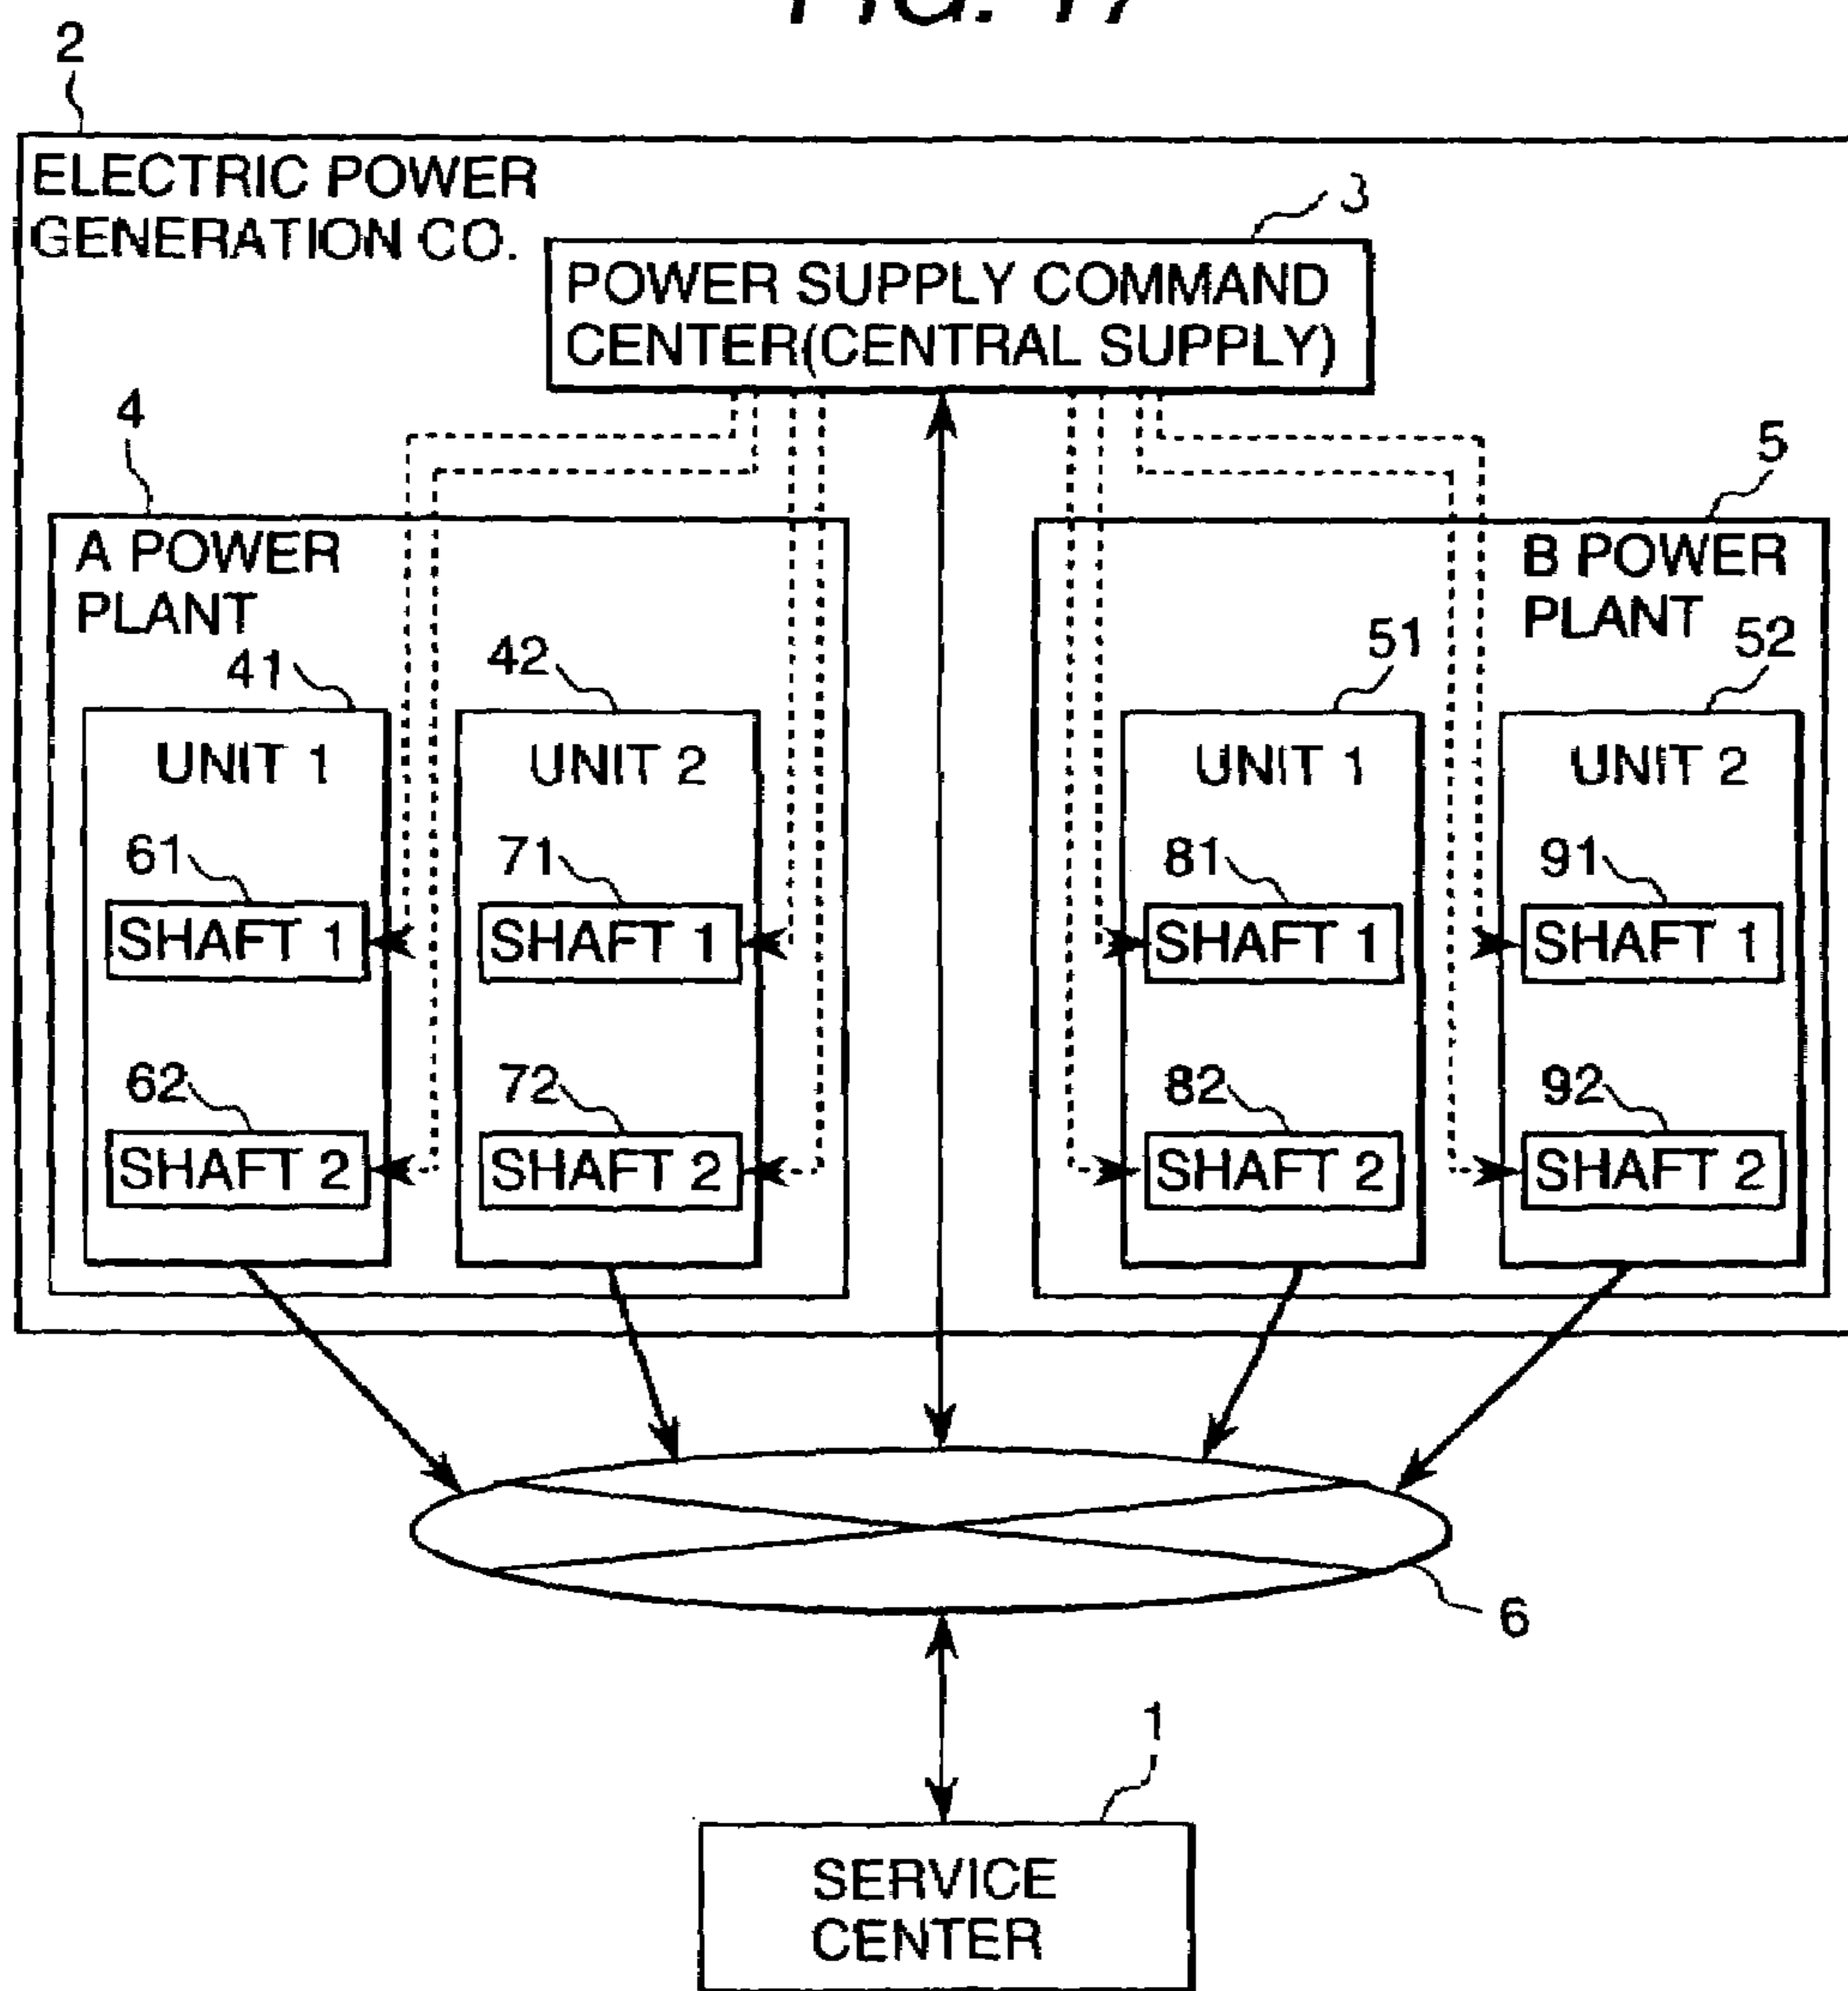 FIG. 17
2
ELECTRIC POWER
GENERATION CO.
3
POWER SUPPLY COMMAND
CENTER(CENTRAL SUPPLY)
4
5
A POWER
PLANT
B POWER
PLANT
41
42
51
52
UNIT 1
UNIT 2
UNIT 1
UNIT 2
61
71
81
91
SHAFT 1
SHAFT 1
SHAFT 1
SHAFT 1
62
72
82
92
SHAFT 2
SHAFT 2
SHAFT 2
SHAFT 2
6
1
SERVICE
CENTER